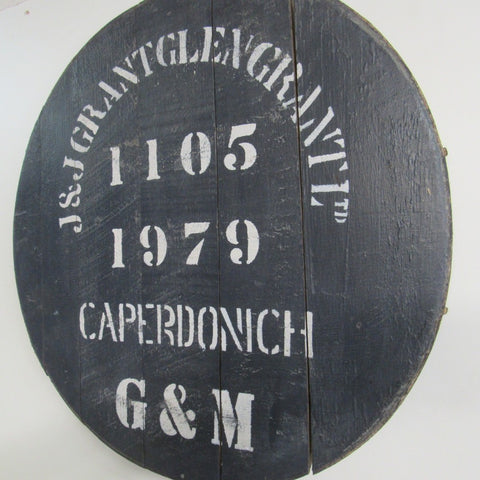 J&J GRANT GLEN GRANT LTD
1105
1979
CAPERDONICH
G & M